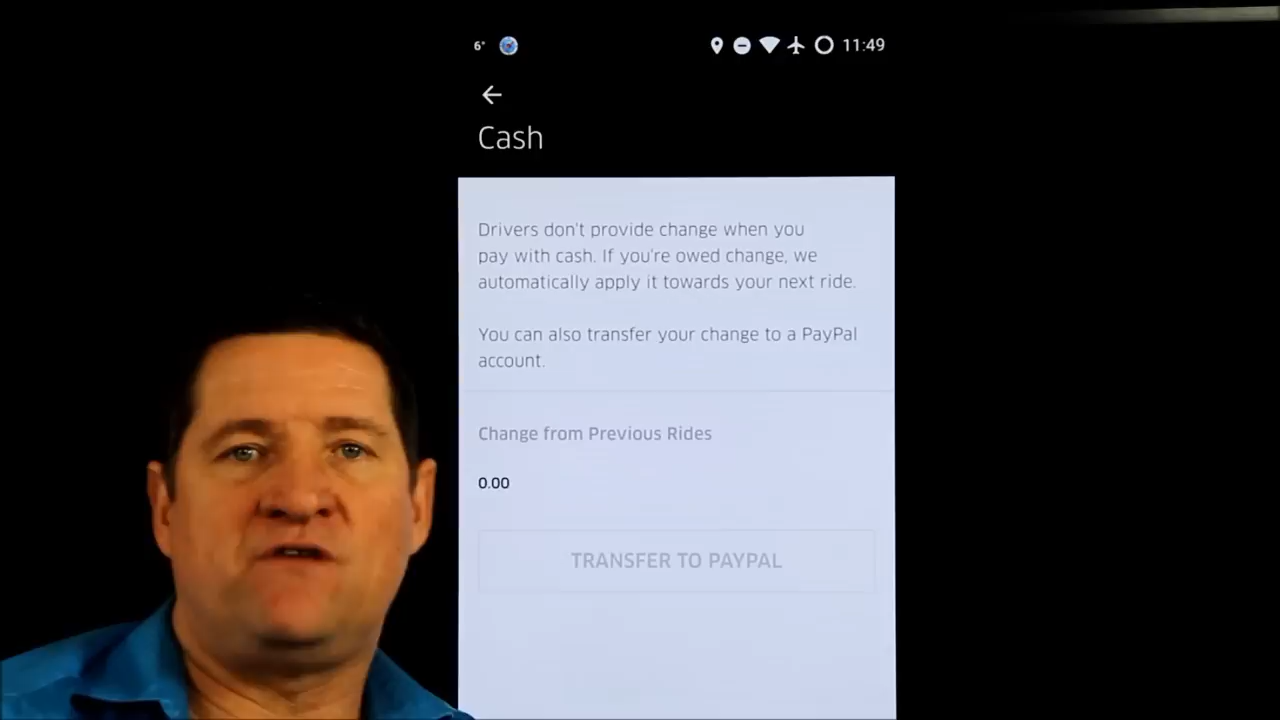 6°
11:49
Cash
Drivers don't provide change when you
pay with cash. If you're owed change, we
automatically apply it towards your next ride.
You can also transfer your change to a PayPal
account.
Change from Previous Rides
0.00
TRANSFER TO PAYPAL